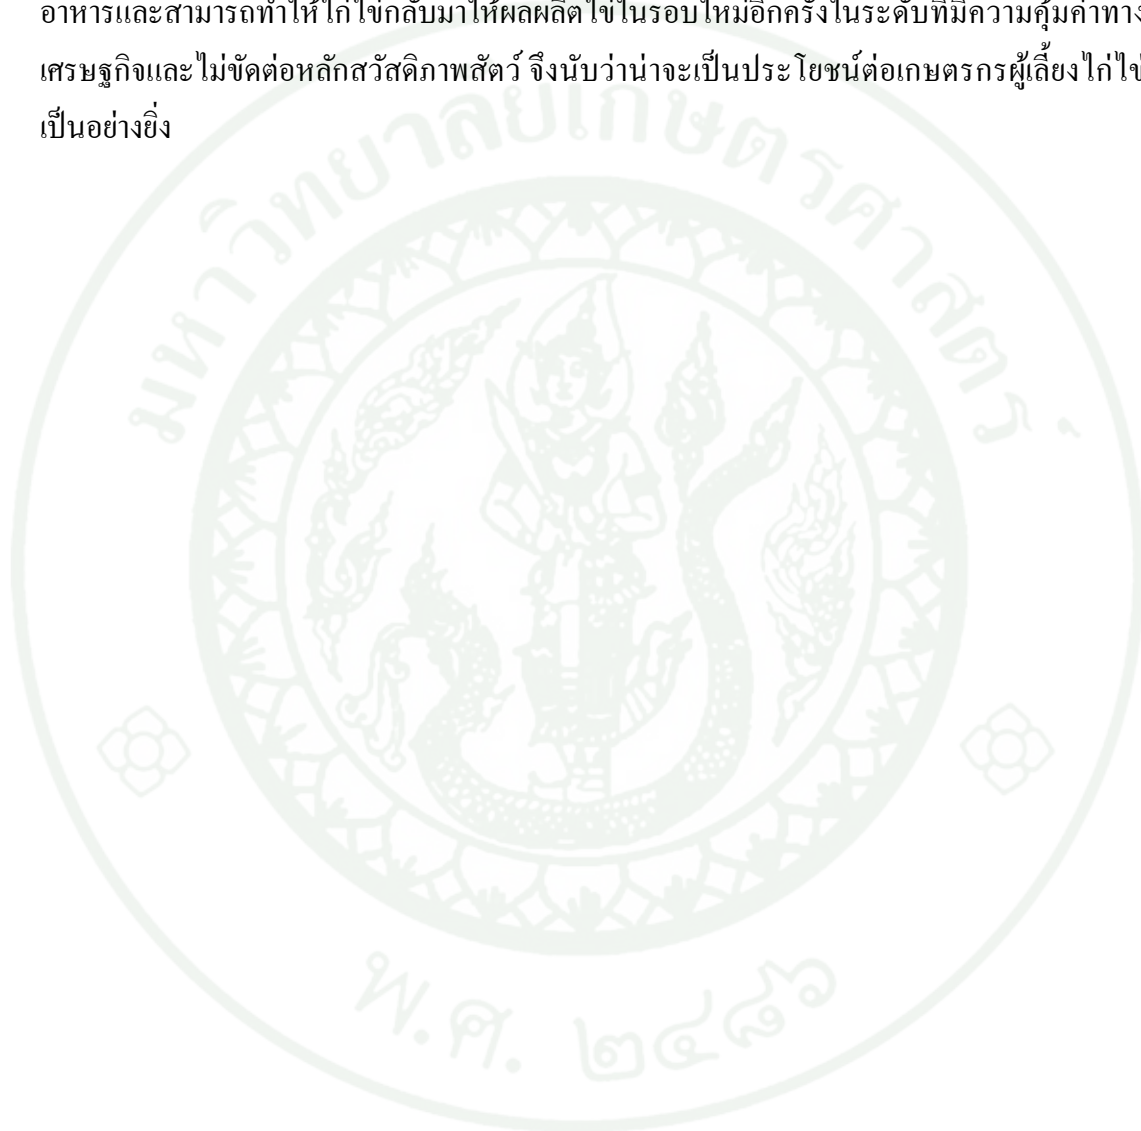 อาหารและสามารถทำให้ไก่ไข่กลับมาให้ผลผลิตไข่ในรอบใหม่อีกครั้งในระดับที่มีความคุ้มค่าทาง
เศรษฐกิจและไม่ขัดต่อหลักสวัสดิภาพสัตว์ จึงนับว่าน่าจะเป็นประโยชน์ต่อเกษตรกรผู้เลี้ยงไก่ไข่
เป็นอย่างยิ่ง
มหาวิทยาลัยเกษตรศาสตร์
พ.ศ. ๒๔๘๖